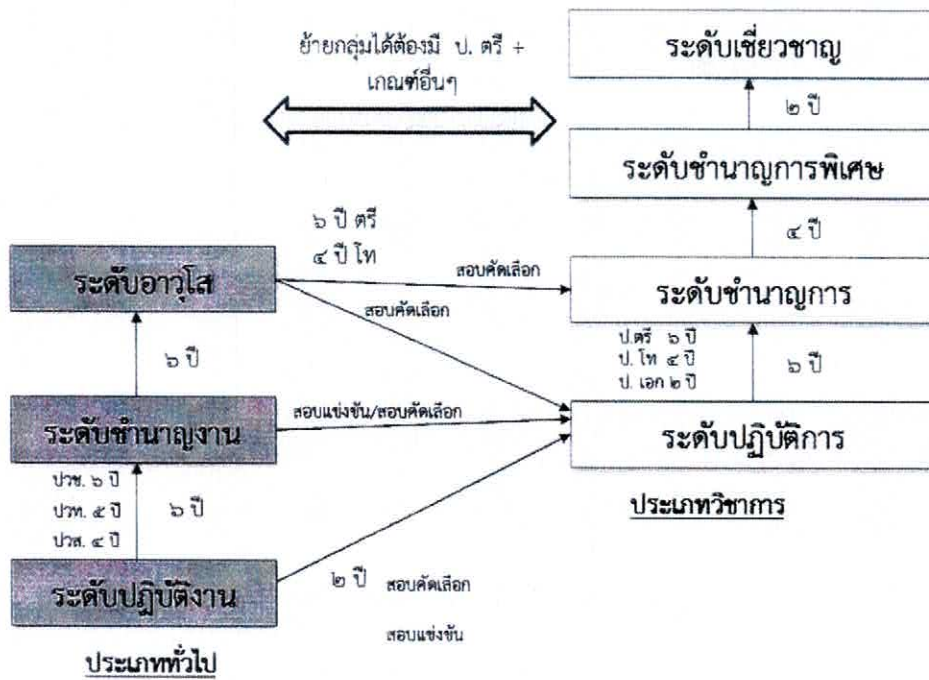 ย้ายกลุ่มได้ต้องมี ป. ตรี +
เกณฑ์อื่นๆ
ระดับเชี่ยวชาญ
๒ ปี
ระดับชำนาญการพิเศษ
๔ ปี
๖ ปี ตรี
๔ ปี โท
ระดับอาวุโส
สอบคัดเลือก
สอบคัดเลือก
ระดับชำนาญการ
๖ ปี
ป.ตรี ๖ ปี
ป. โท ๔ ปี
ป. เอก ๒ ปี
๖ ปี
ระดับชำนาญงาน
สอบแข่งขัน/สอบคัดเลือก
ระดับปฏิบัติการ
ประเภทวิชาการ
ปวช. ๖ ปี
ปวท. ๕ ปี
ปวส. ๔ ปี
๖ ปี
ระดับปฏิบัติงาน
๒ ปี สอบคัดเลือก
สอบแข่งขัน
ประเภททั่วไป